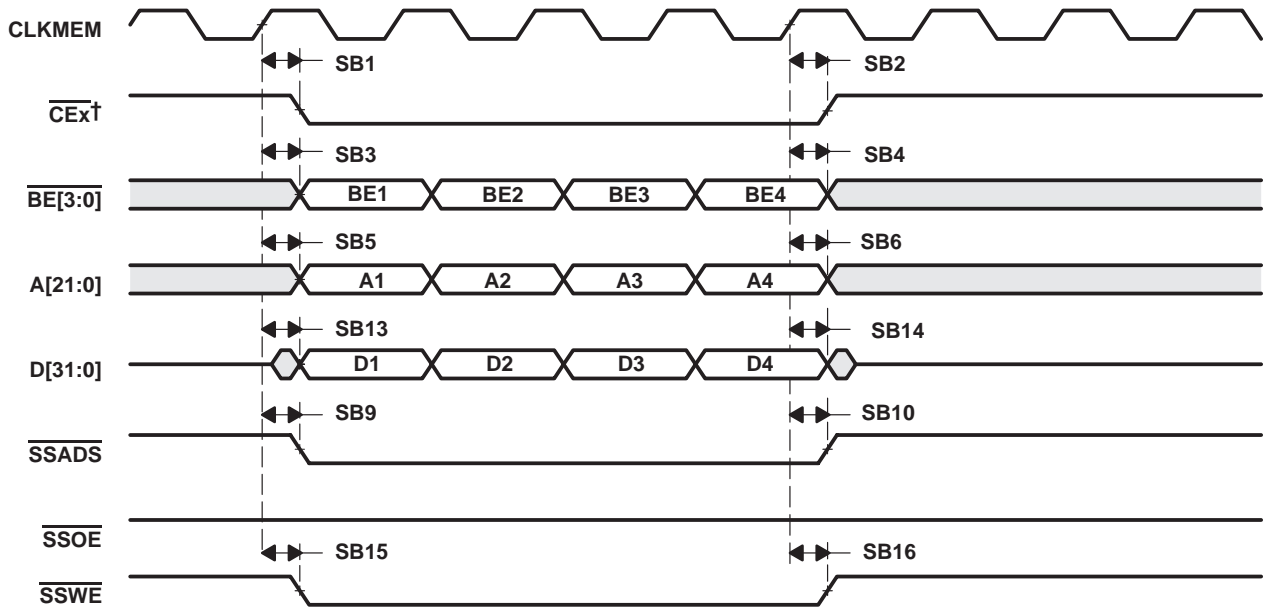 CLKMEM
SB1 SB2
CEx†
SB3 SB4
BE[3:0] BE1 BE2 BE3 BE4
SB5 SB6
A[21:0] A1 A2 A3 A4
SB13 SB14
D[31:0] D1 D2 D3 D4
SB9 SB10
SSADS
SSOE
SB15 SB16
SSWE